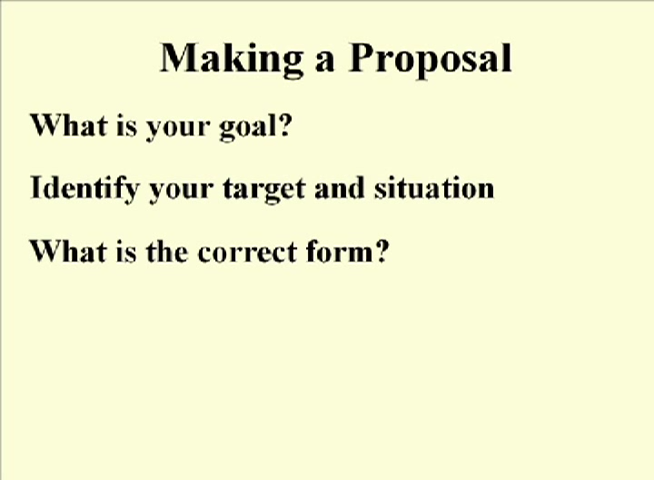 Making a Proposal
What is your goal?
Identify your target and situation
What is the correct form?